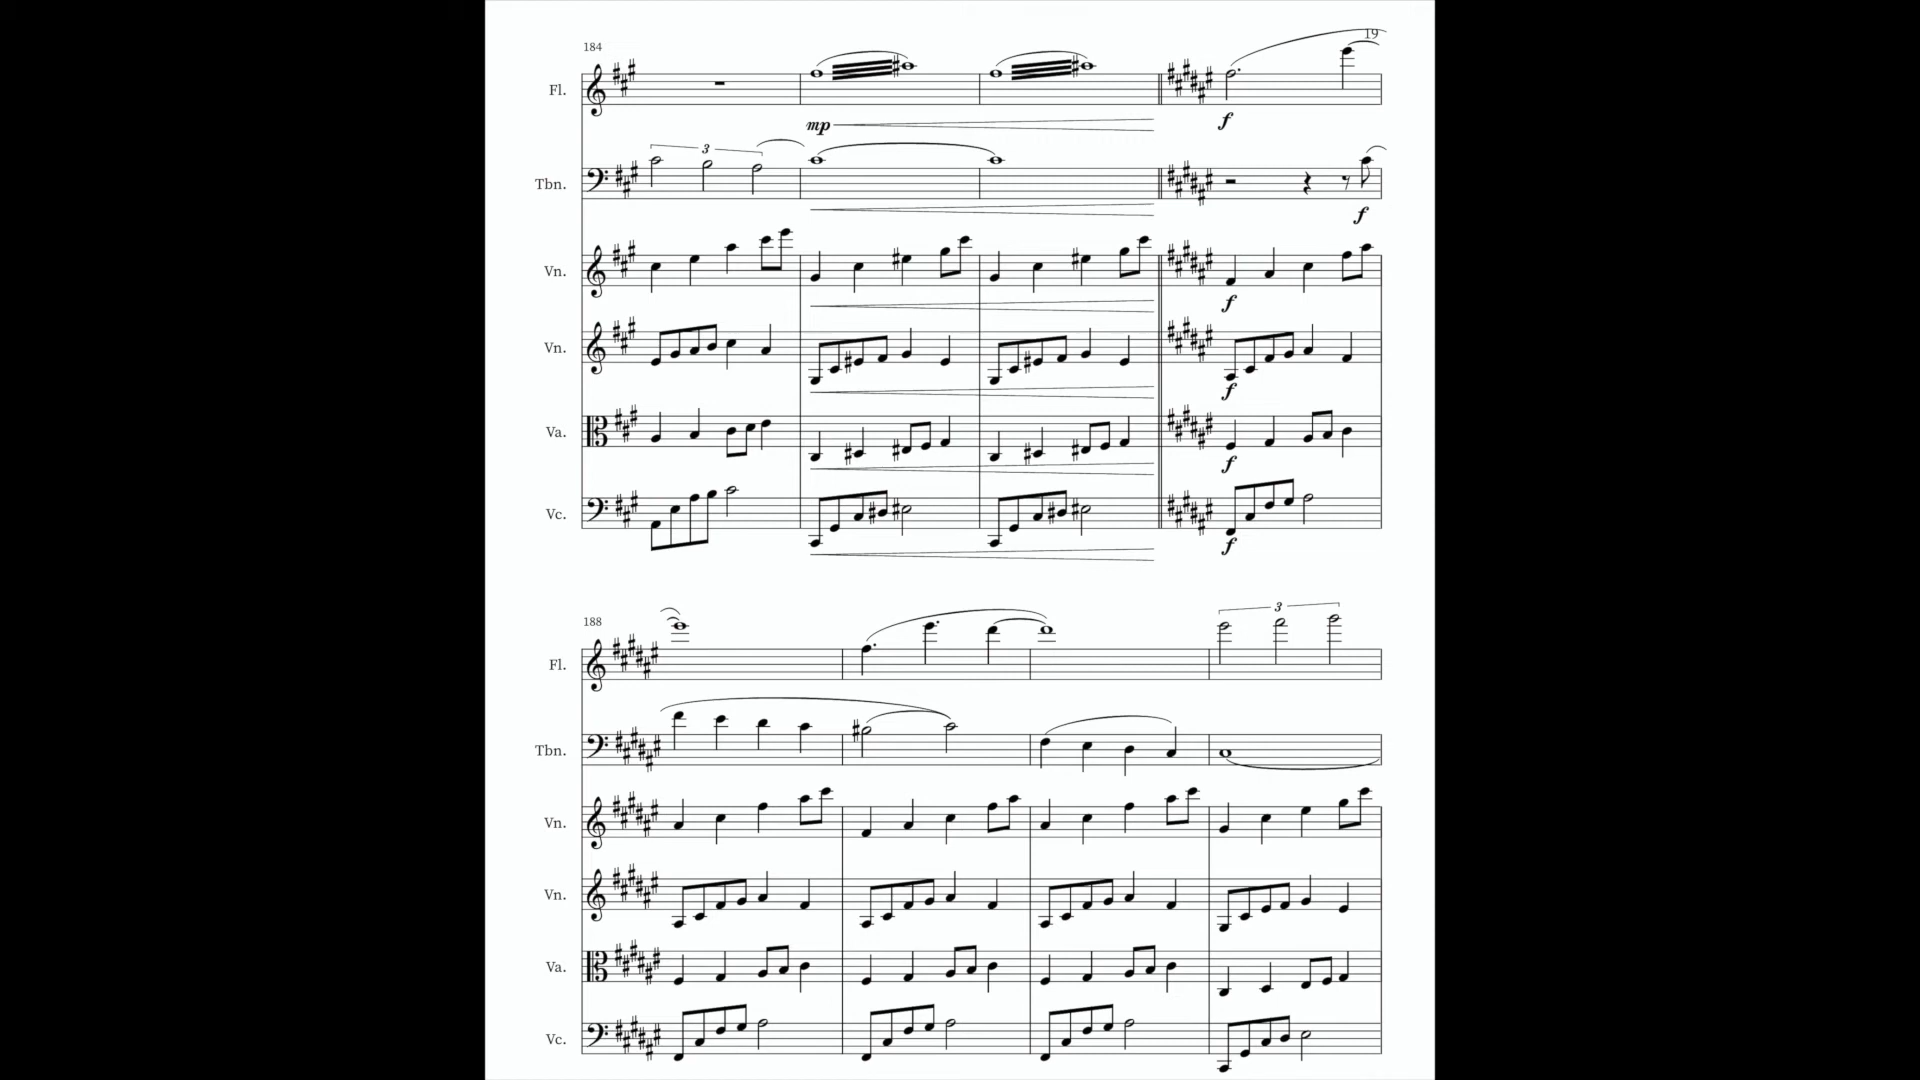 19
184
Fl.
mp
f
3
Tbn.
f
Vn.
f
Vn.
f
Va.
f
Vc.
f
188
3
Fl.
Tbn.
Vn.
Vn.
Va.
Vc.